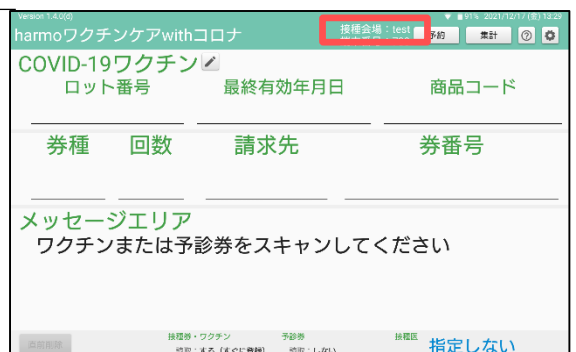 Version 1.4.0(d) 91% 2021/12/17(金)13:29
harmoワクチンケアwithコロナ 接種会場：test 予約 集計
COVID-19ワクチン
ロット番号 最終有効年月日 商品コード
券種 回数 請求先 券番号
メッセージエリア
ワクチンまたは予診券をスキャンしてください
接種券・ワクチン 予診券 接種区
指定しない